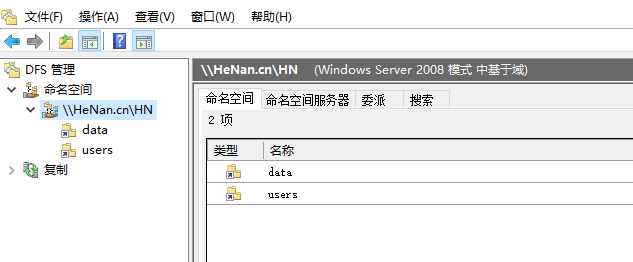 文件(F) 操作(A) 查看(V) 窗口(W) 帮助(H)
DFS 管理
命名空间
\\HeNan.cn\HN
data
users
复制
\\HeNan.cn\HN (Windows Server 2008 模式 中基于域)
命名空间 命名空间服务器 委派 搜索
2 项
类型 名称
data
users